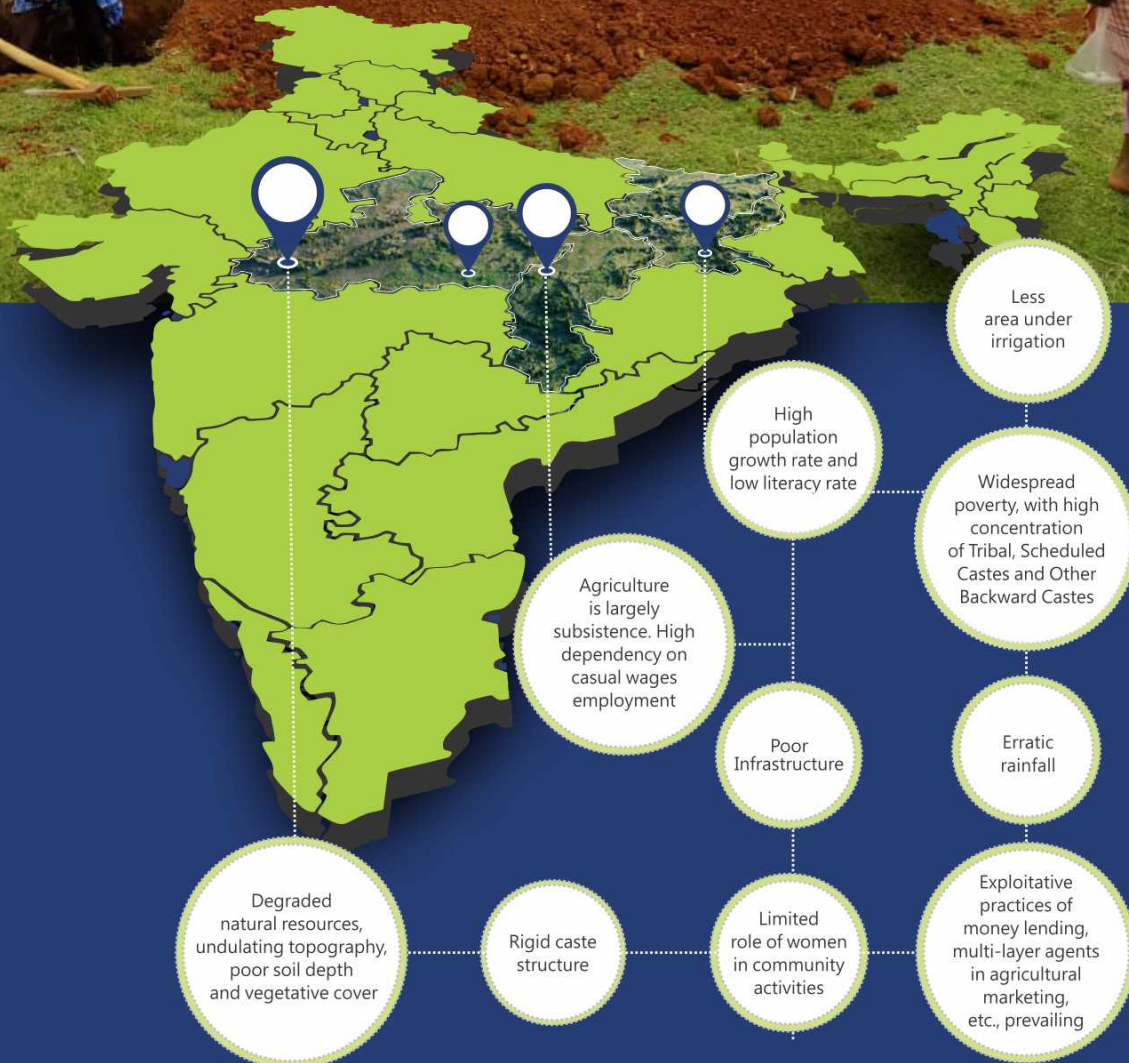 Less
area under
irrigation
High
population
growth rate and
low literacy rate
Widespread
poverty, with high
concentration
of Tribal, Scheduled
Castes and Other
Backward Castes
Agriculture
is largely
subsistence. High
dependency on
casual wages
employment
Poor
Infrastructure
Erratic
rainfall
Degraded
natural resources,
undulating topography,
poor soil depth
and vegetative cover
Rigid caste
structure
Limited
role of women
in community
activities
Exploitative
practices of
money lending,
multi-layer agents
in agricultural
marketing,
etc., prevailing